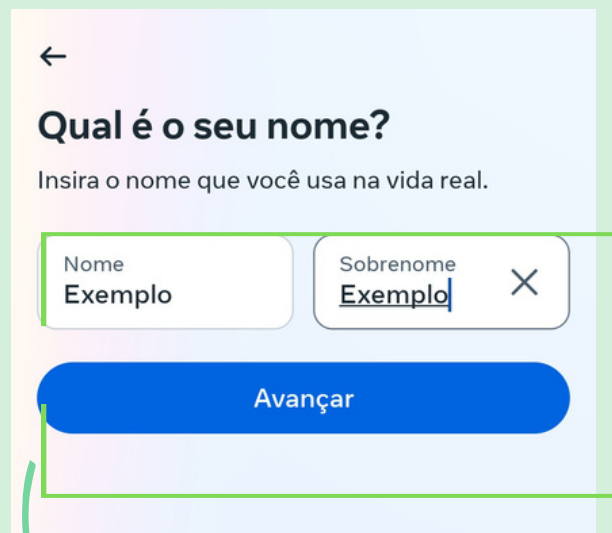 Qual é o seu nome?
Insira o nome que você usa na vida real.
Nome Sobrenome
Exemplo Exemplo
Avançar